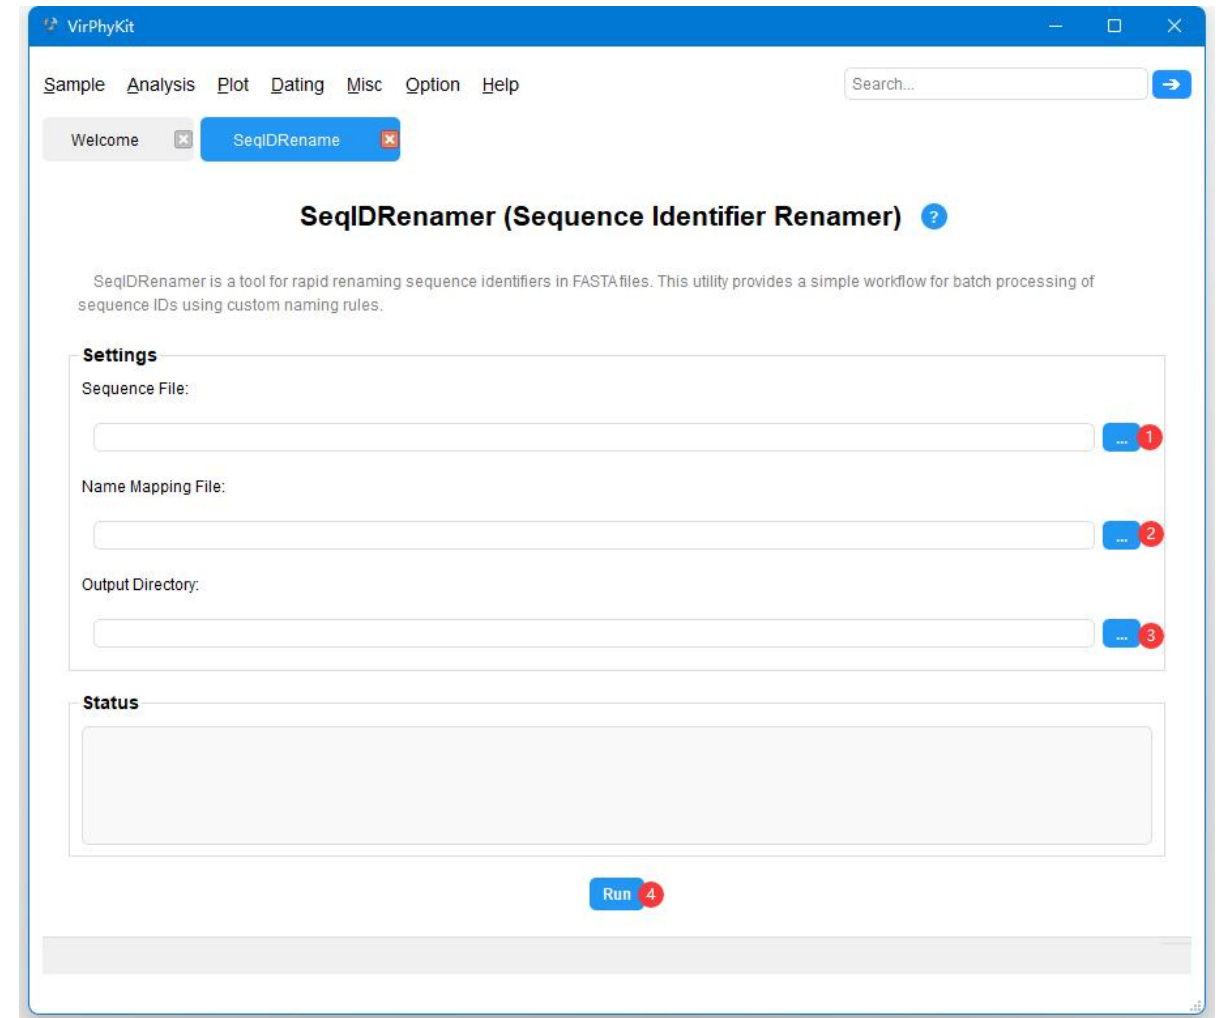 VirPhyKit
Sample Analysis Plot Dating Misc Option Help Search...
Welcome SeqIDRename
SeqIDRenamer (Sequence Identifier Renamer) ?
SeqIDRenamer is a tool for rapid renaming sequence identifiers in FASTA files. This utility provides a simple workflow for batch processing of
sequence IDs using custom naming rules.
Settings
Sequence File:
... 1
Name Mapping File:
... 2
Output Directory:
... 3
Status
Run 4